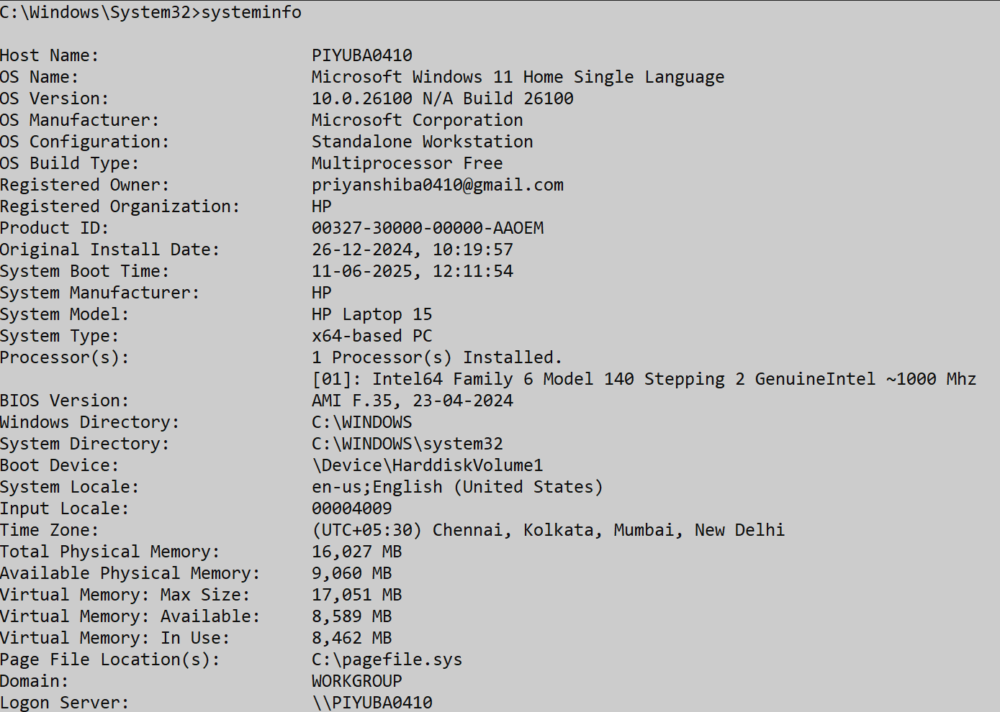 C:\Windows\System32>systeminfo
Host Name: PIYUBA0410
OS Name: Microsoft Windows 11 Home Single Language
OS Version: 10.0.26100 N/A Build 26100
OS Manufacturer: Microsoft Corporation
OS Configuration: Standalone Workstation
OS Build Type: Multiprocessor Free
Registered Owner: priyanshiba0410@gmail.com
Registered Organization: HP
Product ID: 00327-30000-00000-AAOEM
Original Install Date: 26-12-2024, 10:19:57
System Boot Time: 11-06-2025, 12:11:54
System Manufacturer: HP
System Model: HP Laptop 15
System Type: x64-based PC
Processor(s): 1 Processor(s) Installed.
[01]: Intel64 Family 6 Model 140 Stepping 2 GenuineIntel ~1000 Mhz
BIOS Version: AMI F.35, 23-04-2024
Windows Directory: C:\WINDOWS
System Directory: C:\WINDOWS\system32
Boot Device: \Device\HarddiskVolume1
System Locale: en-us;English (United States)
Input Locale: 00004009
Time Zone: (UTC+05:30) Chennai, Kolkata, Mumbai, New Delhi
Total Physical Memory: 16,027 MB
Available Physical Memory: 9,060 MB
Virtual Memory: Max Size: 17,051 MB
Virtual Memory: Available: 8,589 MB
Virtual Memory: In Use: 8,462 MB
Page File Location(s): C:\pagefile.sys
Domain: WORKGROUP
Logon Server: \\PIYUBA0410